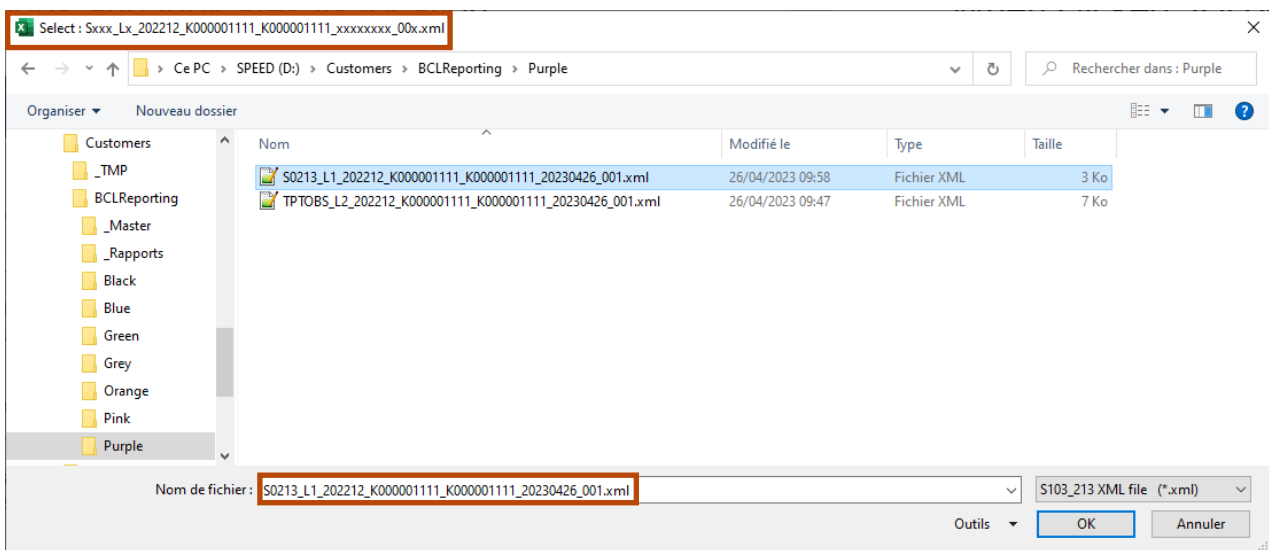 Select : Sxxx_Lx_202212_K000001111_K000001111_xxxxxxxx_00x.xml
Ce PC > SPEED (D:) > Customers > BCLReporting > Purple
Rechercher dans : Purple
Organiser
Nouveau dossier
Customers
_TMP
BCLReporting
_Master
_Rapports
Black
Blue
Green
Grey
Orange
Pink
Purple
Nom Modifié le Type Taille
S0213_L1_202212_K000001111_K000001111_20230426_001.xml 26/04/2023 09:58 Fichier XML 3 Ko
TPTOBS_L2_202212_K000001111_K000001111_20230426_001.xml 26/04/2023 09:47 Fichier XML 7 Ko
Nom de fichier : S0213_L1_202212_K000001111_K000001111_20230426_001.xml
S103_213 XML file (*.xml)
Outils
OK
Annuler